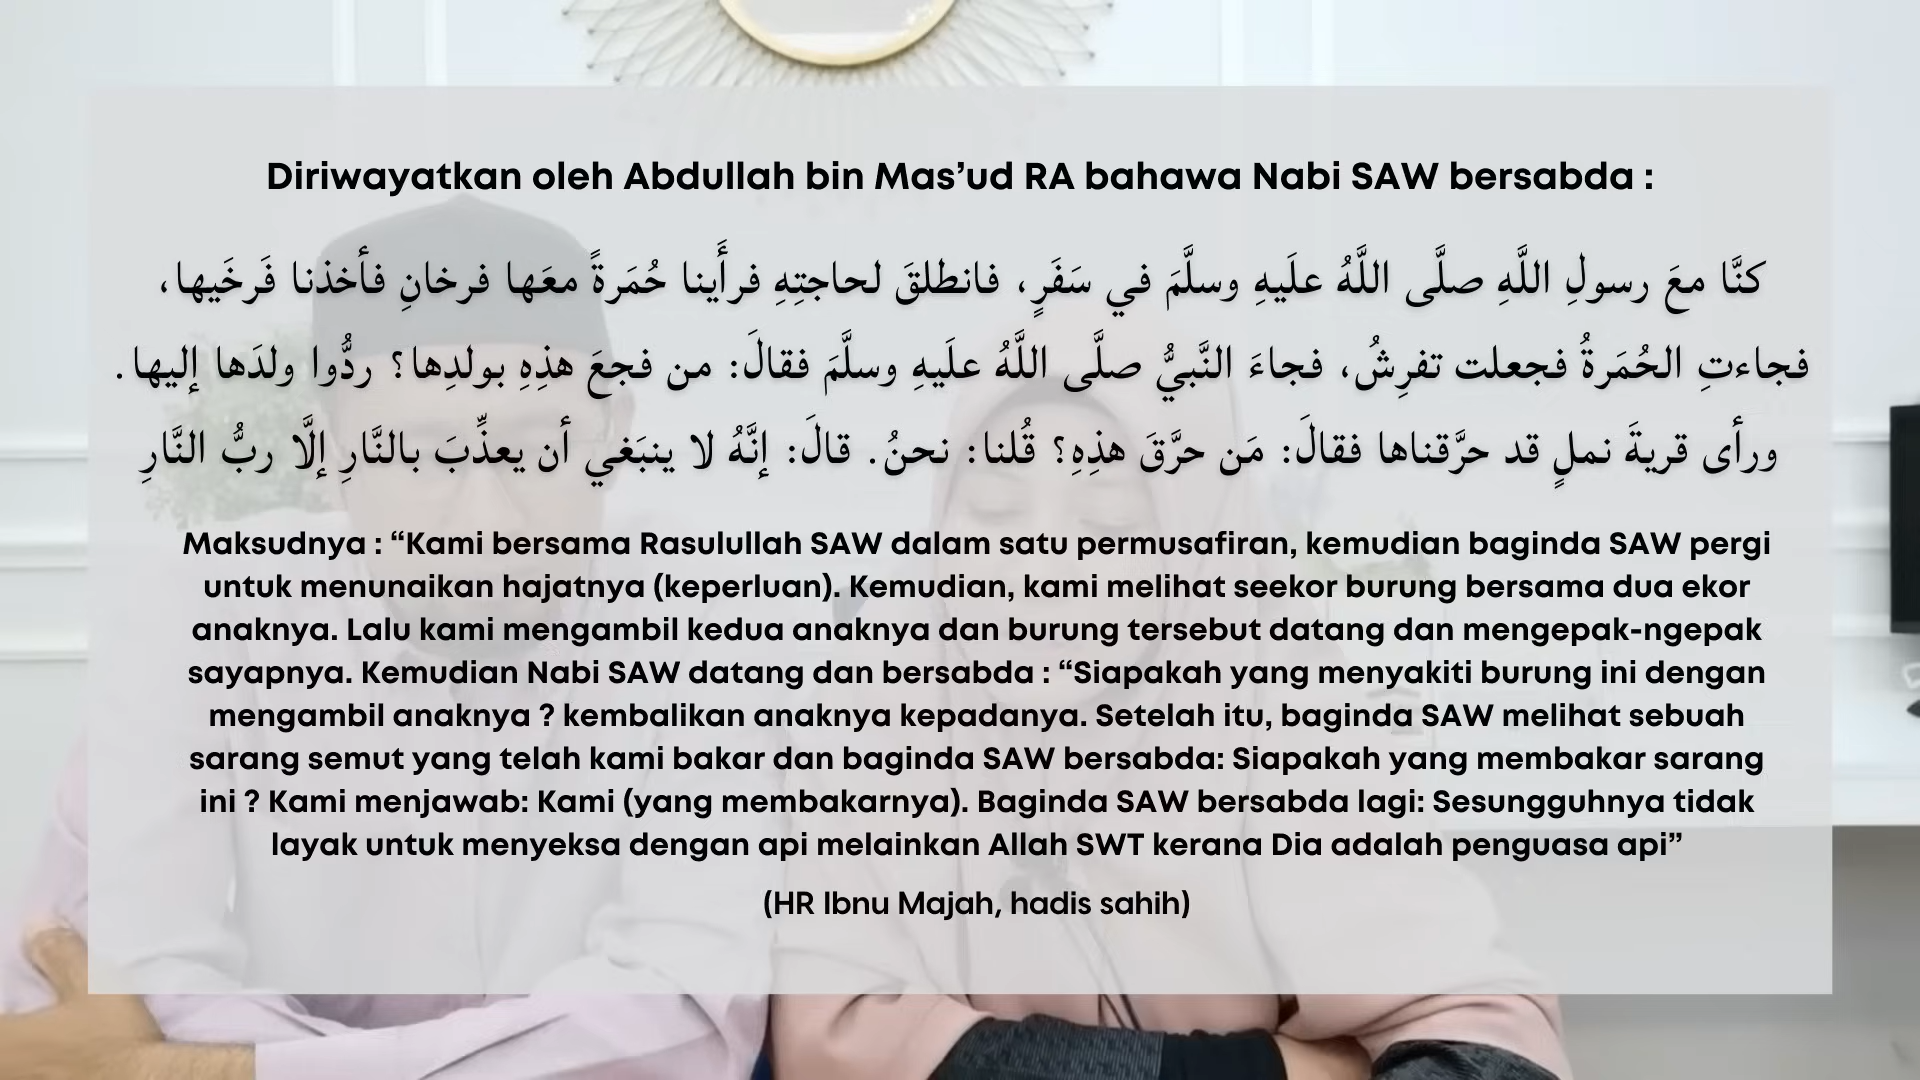 Diriwayatkan oleh Abdullah bin Mas’ud RA bahawa Nabi SAW bersabda :
كنَّا معَ رسولِ اللَّهِ صلَّى اللَّهُ علَيهِ وسلَّمَ في سَفَرٍ، فانطلقَ لحاجتِهِ فرأَينا حُمَرةً معَها فرخانِ فأخذنا فَرخَيها،
فجاءتِ الحُمَرةُ فجعلت تفرِشُ، فجاءَ النَّبيُّ صلَّى اللَّهُ علَيهِ وسلَّمَ فقالَ: من فجعَ هذِهِ بولدِها؟ ردُّوا ولدَها إليها.
ورأى قريةَ نملٍ قد حرَّقناها فقالَ: مَن حرَّقَ هذِهِ؟ قُلنا: نحنُ. قالَ: إنَّهُ لا ينبَغي أن يعذِّبَ بالنَّارِ إلَّا ربُّ النَّارِ
Maksudnya : “Kami bersama Rasulullah SAW dalam satu permusafiran, kemudian baginda SAW pergi
untuk menunaikan hajatnya (keperluan). Kemudian, kami melihat seekor burung bersama dua ekor
anaknya. Lalu kami mengambil kedua anaknya dan burung tersebut datang dan mengepak-ngepak
sayapnya. Kemudian Nabi SAW datang dan bersabda : “Siapakah yang menyakiti burung ini dengan
mengambil anaknya ? kembalikan anaknya kepadanya. Setelah itu, baginda SAW melihat sebuah
sarang semut yang telah kami bakar dan baginda SAW bersabda: Siapakah yang membakar sarang
ini ? Kami menjawab: Kami (yang membakarnya). Baginda SAW bersabda lagi: Sesungguhnya tidak
layak untuk menyeksa dengan api melainkan Allah SWT kerana Dia adalah penguasa api”
(HR Ibnu Majah, hadis sahih)